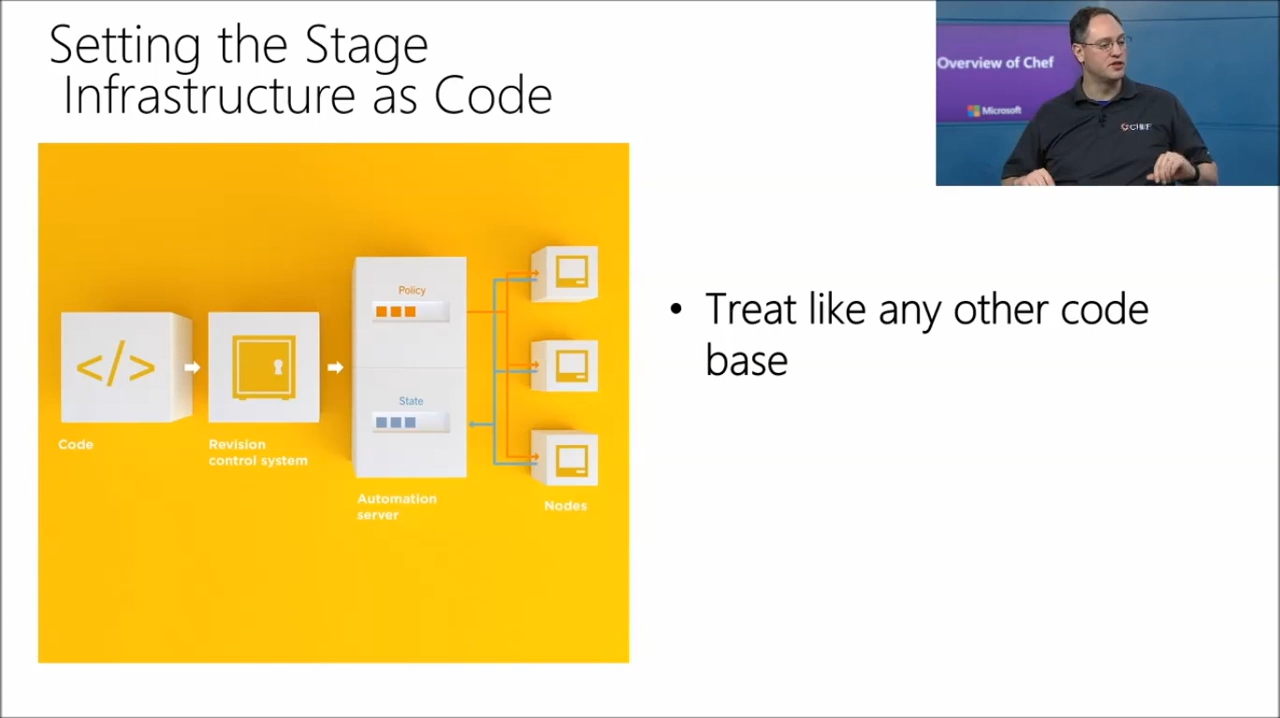 Setting the Stage
Infrastructure as Code
Overview of Chef
Microsoft
CHEF
Policy
State
Code
Revision
control system
Automation
server
Nodes
• Treat like any other code
base